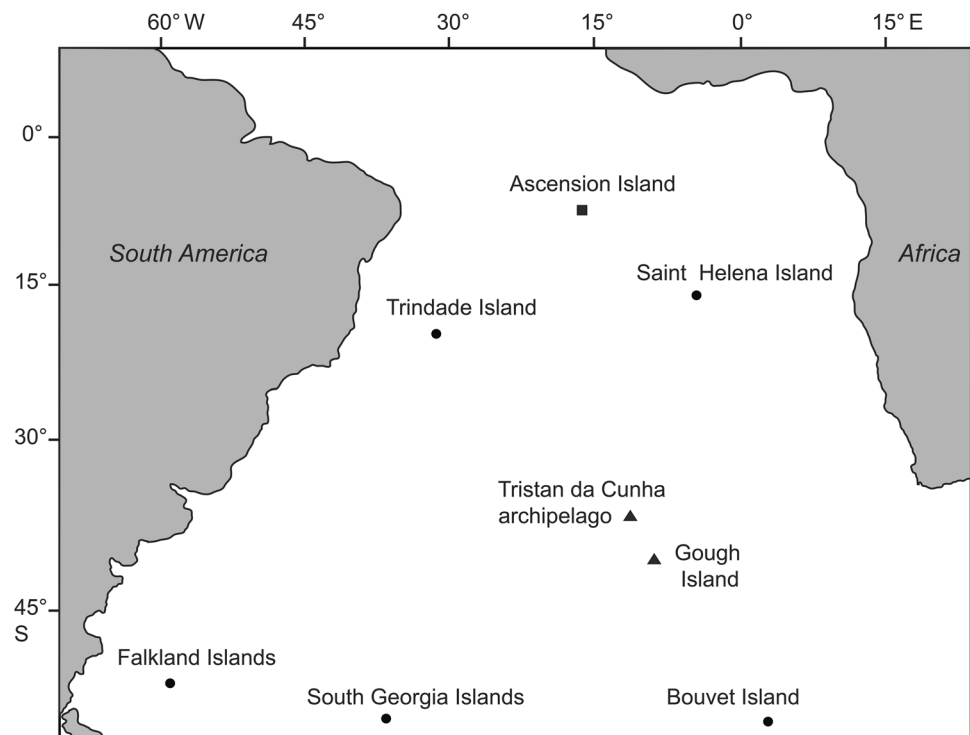 60° W 45° 30° 15° 0° 15° E
0°
Ascension Island
South America
Africa
Saint Helena Island
15°
Trindade Island
30°
Tristan da Cunha
archipelago
Gough
Island
45°
S
Falkland Islands
South Georgia Islands
Bouvet Island